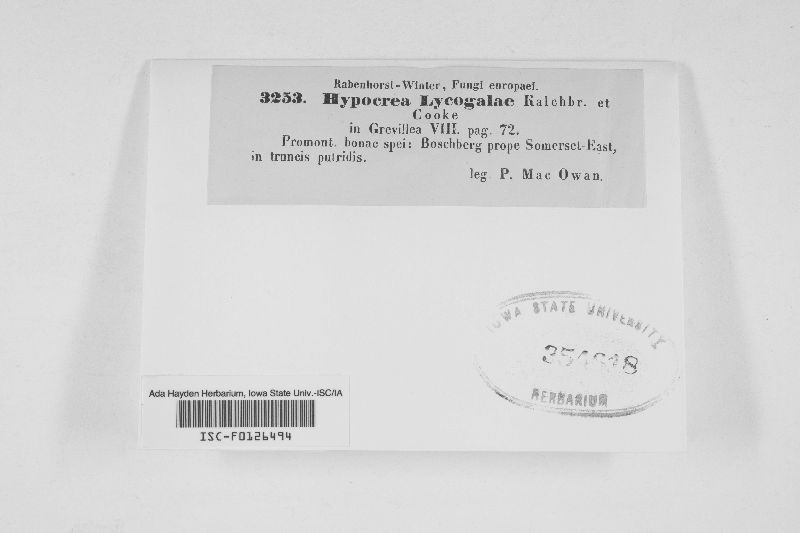 Rabenhorst-Winter, Fungi europaei.
3253. Hypocrea Lycogalae Kalchbr. et
Cooke
in Grevillea VIII. pag. 72.
Promont. bonae spei: Boschberg prope Somerset-East,
in truncis putridis.
leg. P. Mac Owan.
IOWA STATE UNIVERSITY
HERBARIUM
Ada Hayden Herbarium, Iowa State Univ.-ISC/IA
ISC-F0126494